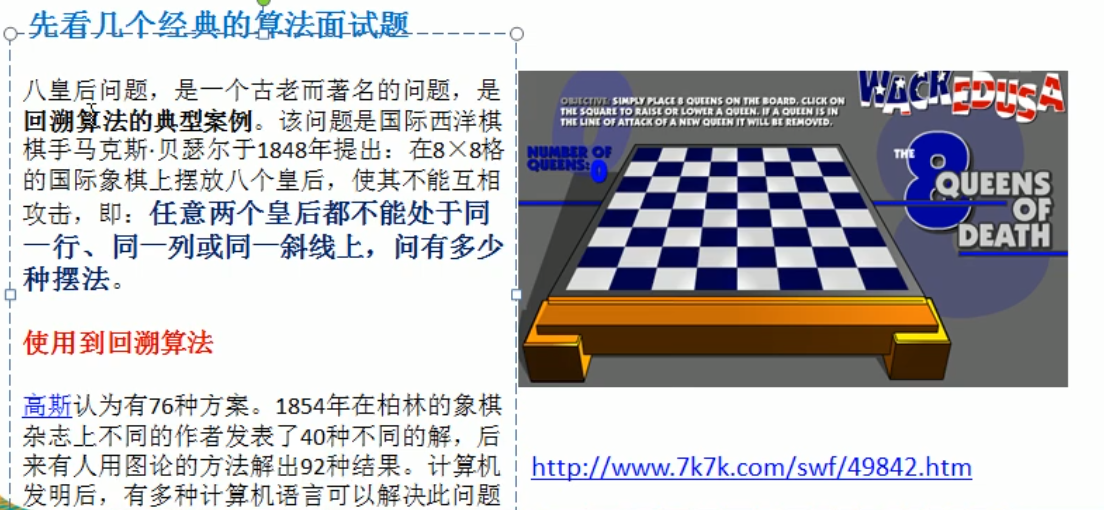 先看几个经典的算法面试题
八皇后问题，是一个古老而著名的问题，是
回溯算法的典型案例。该问题是国际西洋棋
棋手马克斯·贝瑟尔于1848年提出：在8×8格
的国际象棋上摆放八个皇后，使其不能互相
攻击，即：任意两个皇后都不能处于同
一行、同一列或同一斜线上，问有多少
种摆法。
使用到回溯算法
高斯认为有76种方案。1854年在柏林的象棋
杂志上不同的作者发表了40种不同的解，后
来有人用图论的方法解出92种结果。计算机
发明后，有多种计算机语言可以解决此问题
WACKEDUSA
OBJECTIVE: SIMPLY PLACE 8 QUEENS ON THE BOARD. CLICK ON
THE SQUARE TO RAISE OR LOWER A QUEEN. IF A QUEEN IS IN
THE LINE OF ATTACK OF A NEW QUEEN IT WILL BE REMOVED.
NUMBER OF
QUEENS: 0
THE 8
QUEENS
OF
DEATH
http://www.7k7k.com/swf/49842.htm